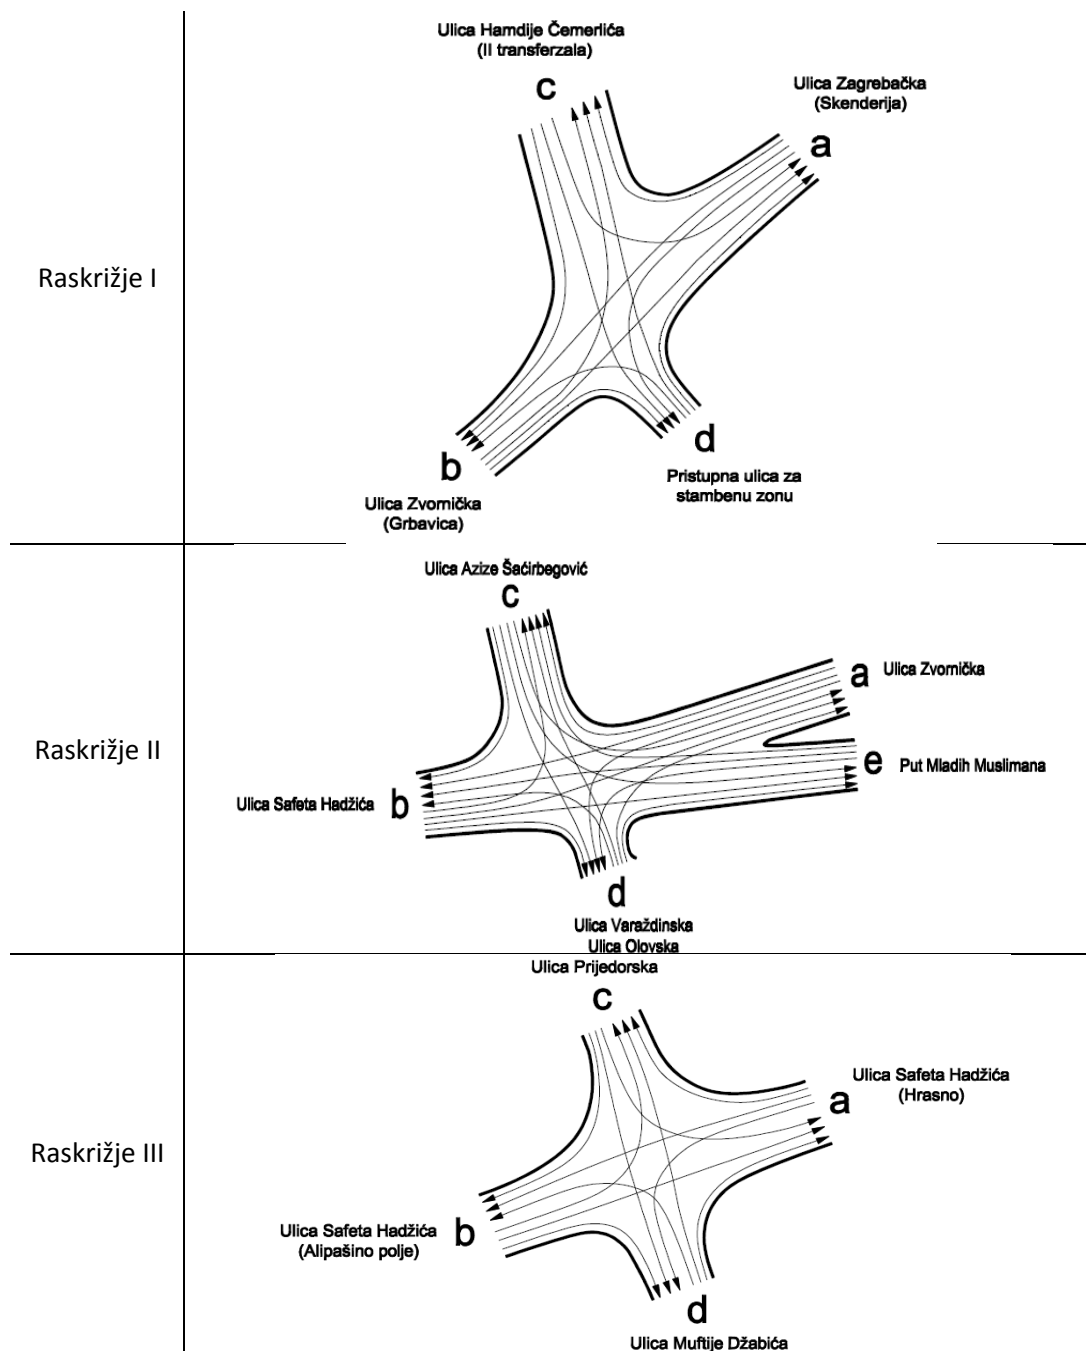 Ulica Hamdije Čemerlića
(II transferzala)
c
Ulica Zagrebačka
(Skenderija)
a
Raskrižje I
b
Ulica Zvornička
(Grbavica)
d
Pristupna ulica za
stambenu zonu
Ulica Azize Šaćirbegović
c
a
Ulica Zvornička
Raskrižje II
e
Put Mladih Muslimana
Ulica Safeta Hadžića
b
d
Ulica Varaždinska
Ulica Olovska
Ulica Prijedorska
c
Ulica Safeta Hadžića
(Hrasno)
a
Raskrižje III
Ulica Safeta Hadžića
(Alipašino polje)
b
d
Ulica Muftije Džabića